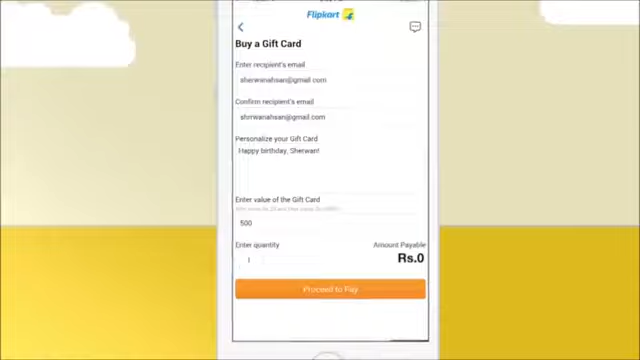 Flipkart
Buy a Gift Card
Enter recipient's email
sherwanahsan@gmail.com
Confirm recipient's email
shrrwanahsan@gmail.com
Personalize your Gift Card
Happy birthday, Sherwan!
Enter value of the Gift Card
500
Enter quantity
Amount Payable
1
Rs.0
Proceed to Pay